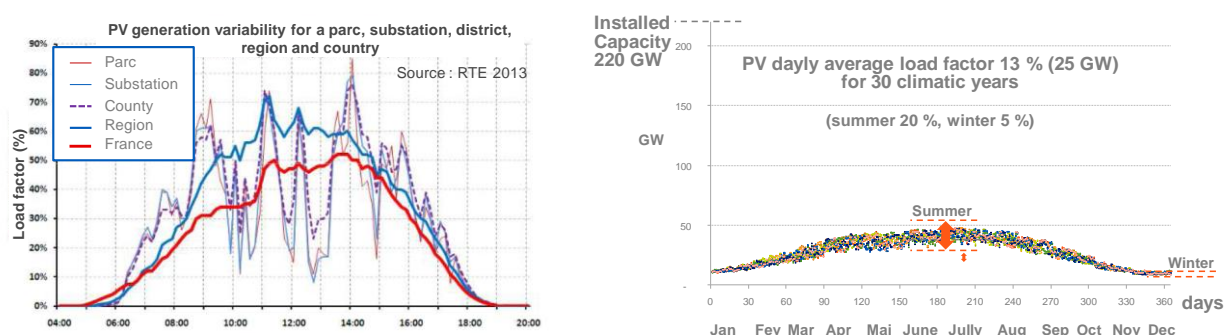 PV generation variability for a parc, substation, district,
region and country
Source : RTE 2013
Parc
Substation
County
Region
France
Load factor (%)
90%
80%
70%
60%
50%
40%
30%
20%
10%
0%
04:00 06:00 08:00 10:00 12:00 14:00 16:00 18:00 20:00
Installed
Capacity
220 GW
PV dayly average load factor 13 % (25 GW)
for 30 climatic years
(summer 20 %, winter 5 %)
GW
200
150
100
50
-
Summer
Winter
0 30 60 90 120 150 180 210 240 270 300 330 360 days
Jan Fev Mar Apr Mai June Jully Aug Sep Oct Nov Dec